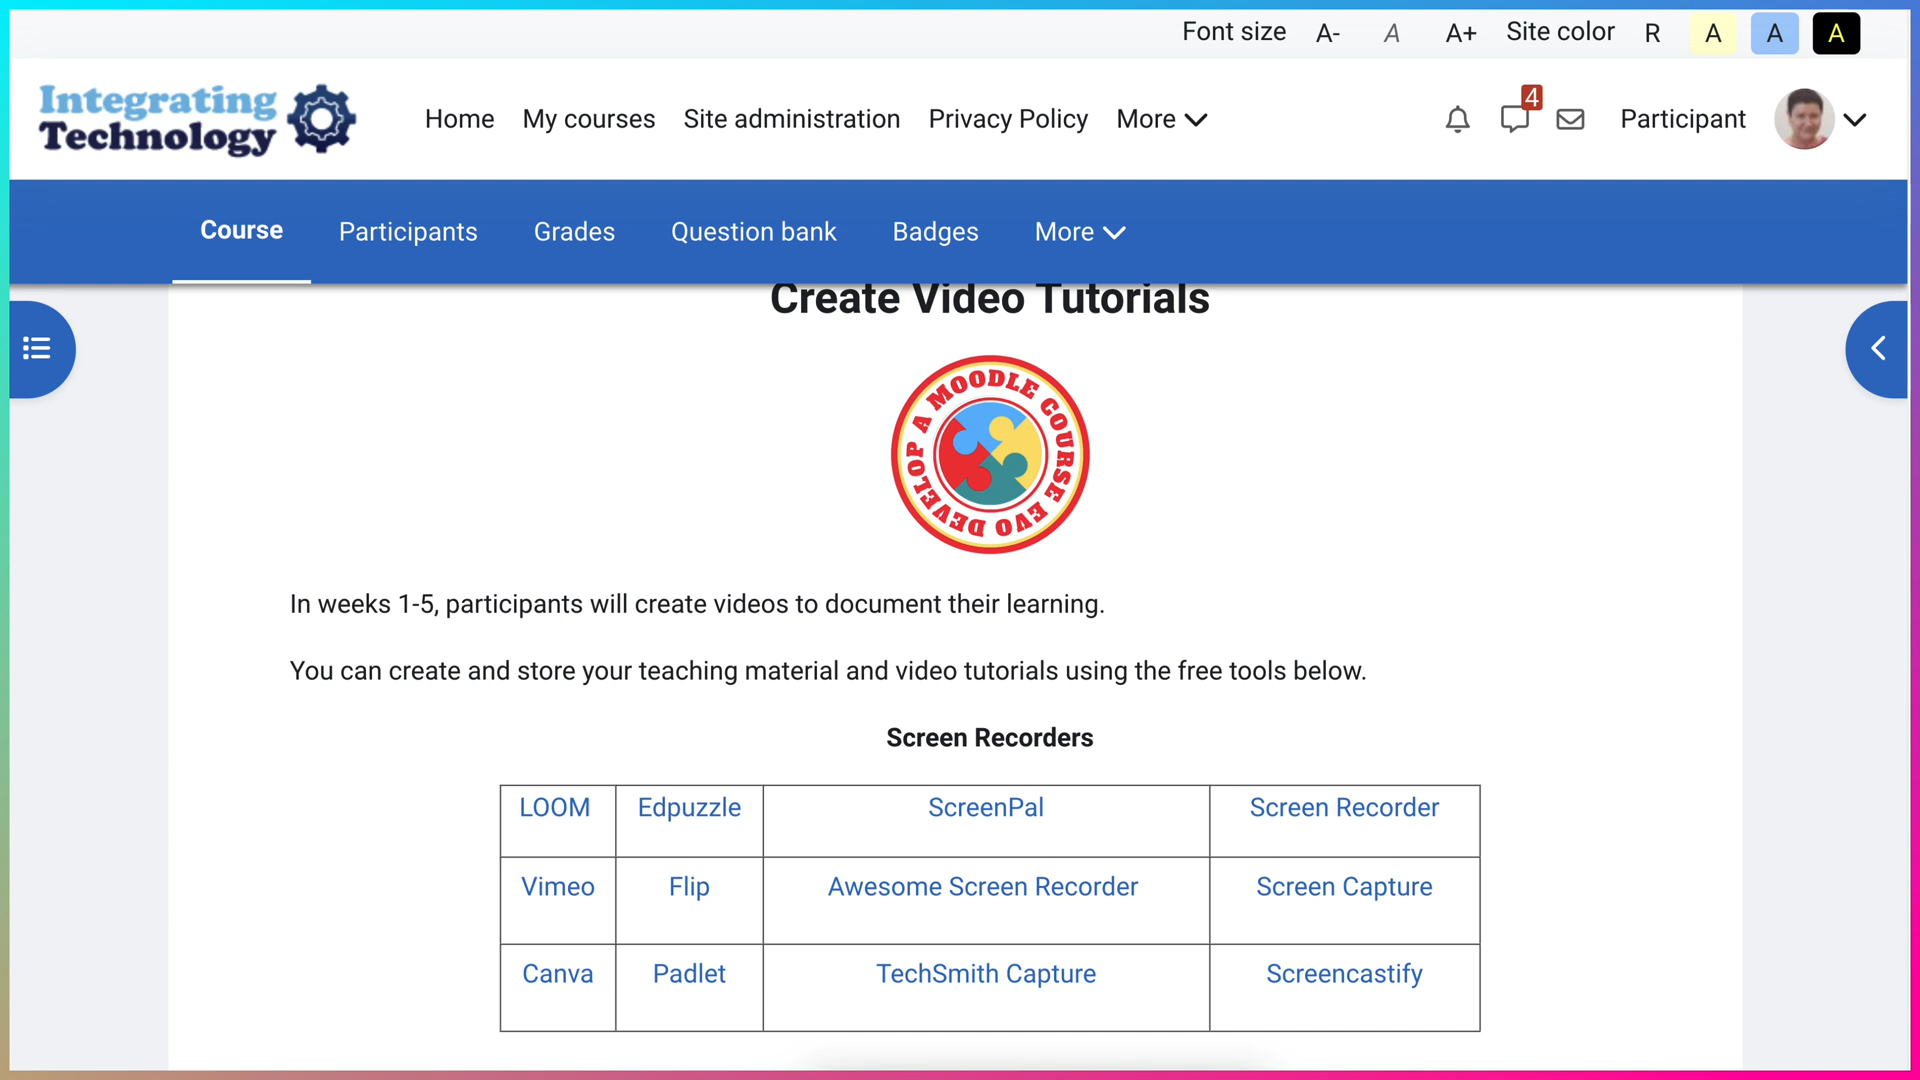 Font size A- A A+ Site color R A A A
Integrating
Technology
Home My courses Site administration Privacy Policy More 4 Participant
Course Participants Grades Question bank Badges More
Create Video Tutorials
DEVELOP A MOODLE COURSE EVO
In weeks 1-5, participants will create videos to document their learning.
You can create and store your teaching material and video tutorials using the free tools below.
Screen Recorders
LOOM Edpuzzle ScreenPal Screen Recorder
Vimeo Flip Awesome Screen Recorder Screen Capture
Canva Padlet TechSmith Capture Screencastify